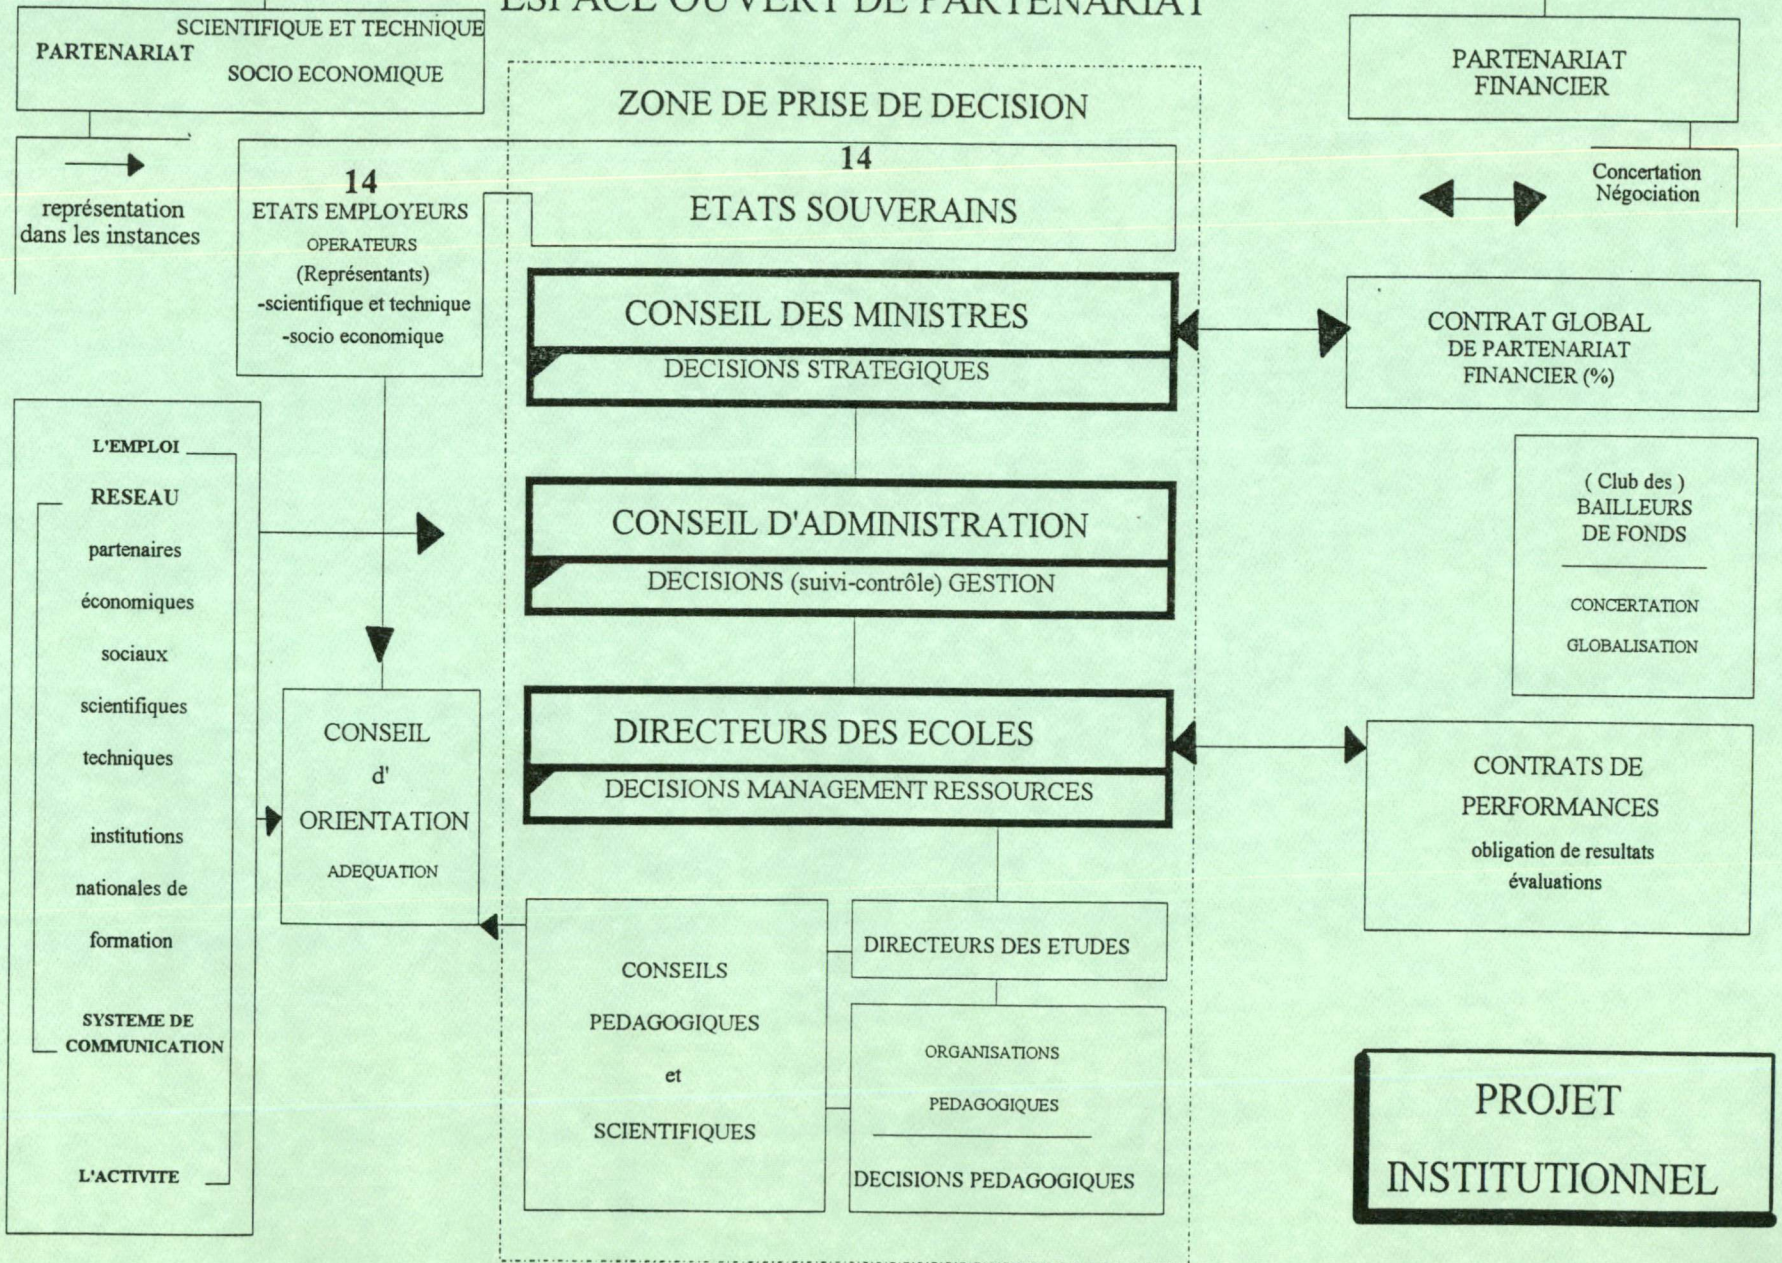 ESPACE OUVERT DE PARTENARIAT
SCIENTIFIQUE ET TECHNIQUE
PARTENARIAT
SOCIO ECONOMIQUE
représentation
dans les instances
PARTENARIAT
FINANCIER
Concertation
Négociation
ZONE DE PRISE DE DECISION
14
ETATS EMPLOYEURS
OPERATEURS
(Représentants)
-scientifique et technique
-socio economique
14
ETATS SOUVERAINS
CONSEIL DES MINISTRES
DECISIONS STRATEGIQUES
CONTRAT GLOBAL
DE PARTENARIAT
FINANCIER (%)
L'EMPLOI
RESEAU
partenaires
économiques
sociaux
scientifiques
techniques
institutions
nationales de
formation
SYSTEME DE
COMMUNICATION
L'ACTIVITE
CONSEIL D'ADMINISTRATION
DECISIONS (suivi-contrôle) GESTION
( Club des )
BAILLEURS
DE FONDS
CONCERTATION
GLOBALISATION
CONSEIL
d'
ORIENTATION
ADEQUATION
DIRECTEURS DES ECOLES
DECISIONS MANAGEMENT RESSOURCES
CONTRATS DE
PERFORMANCES
obligation de resultats
évaluations
CONSEILS
PEDAGOGIQUES
et
SCIENTIFIQUES
DIRECTEURS DES ETUDES
ORGANISATIONS
PEDAGOGIQUES
DECISIONS PEDAGOGIQUES
PROJET
INSTITUTIONNEL